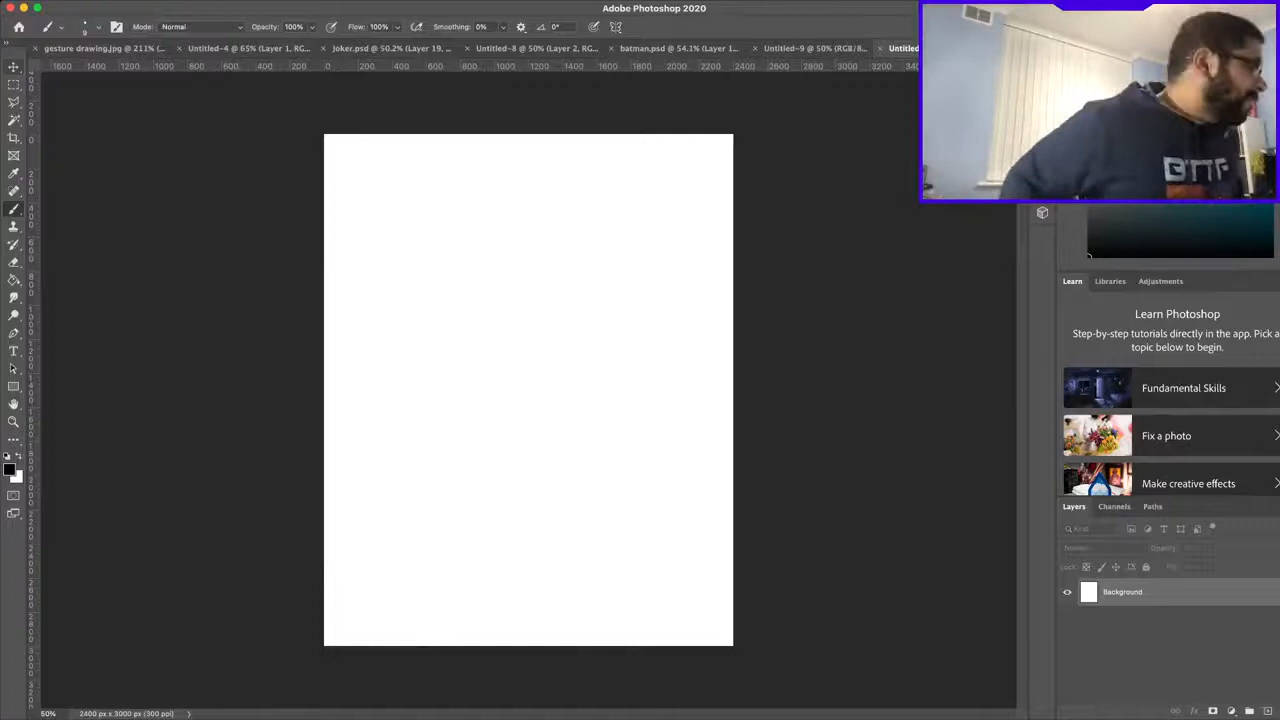 Adobe Photoshop 2020
Mode: Normal Opacity: 100% Flow: 100% Smoothing: 0% 0°
gesture drawing.jpg @ 211% (... Untitled-4 @ 65% (Layer 1, RG... joker.psd @ 50.2% (Layer 19, ... Untitled-8 @ 50% (Layer 2, RG... batman.psd @ 54.1% (Layer 1... Untitled-9 @ 50% (RGB/8... Untitled
1600 1400 1200 1000 800 600 400 200 0 200 400 600 800 1000 1200 1400 1600 1800 2000 2200 2400 2600 2800 3000 3200
Learn Libraries Adjustments
Learn Photoshop
Step-by-step tutorials directly in the app. Pick a
topic below to begin.
Fundamental Skills
Fix a photo
Make creative effects
Layers Channels Paths
Kind
Normal Opacity:
Lock:
Background
50% 2400 px x 3000 px (300 ppi)